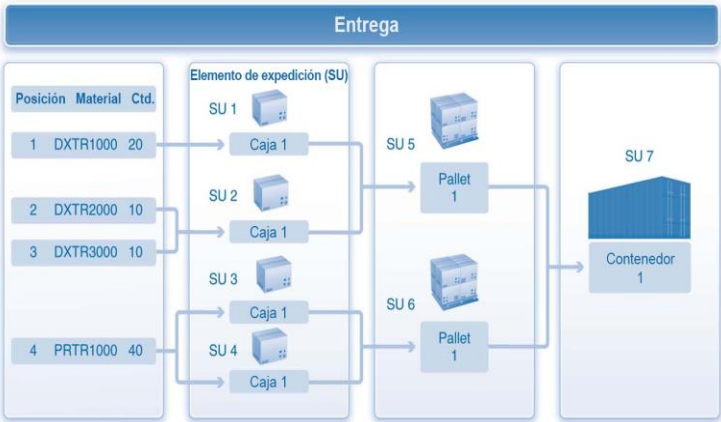 Entrega
Posición Material Ctd.
1 DXTR1000 20
2 DXTR2000 10
3 DXTR3000 10
4 PRTR1000 40
Elemento de expedición (SU)
SU 1
Caja 1
SU 2
Caja 1
SU 3
Caja 1
SU 4
Caja 1
SU 5
Pallet
1
SU 6
Pallet
1
SU 7
Contenedor
1